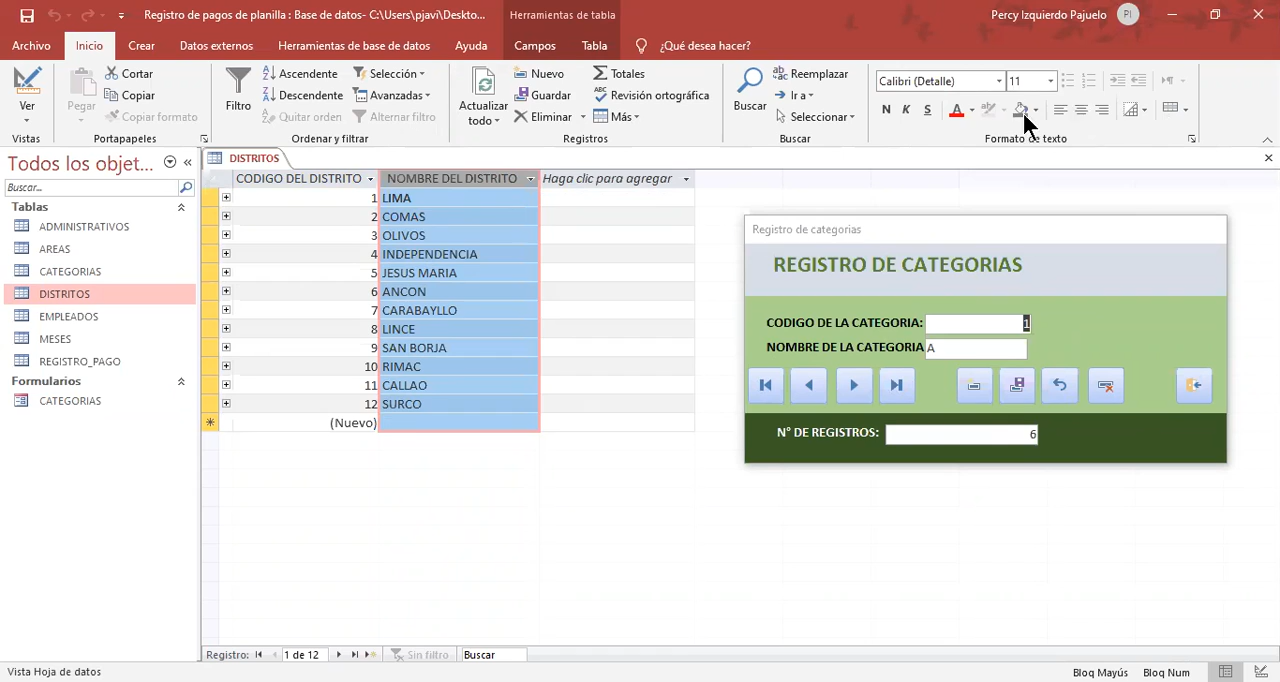 Registro de pagos de planilla : Base de datos- C:\Users\pjavi\Deskto...
Herramientas de tabla
Percy Izquierdo Pajuelo
PI
Archivo
Inicio
Crear
Datos externos
Herramientas de base de datos
Ayuda
Campos
Tabla
¿Qué desea hacer?
Ver
Vistas
Pegar
Cortar
Copiar
Copiar formato
Portapapeles
Filtro
Ascendente
Descendente
Quitar orden
Selección
Avanzadas
Alternar filtro
Ordenar y filtrar
Actualizar
todo
Nuevo
Guardar
Eliminar
Totales
Revisión ortográfica
Más
Registros
Buscar
Reemplazar
Ir a
Seleccionar
Buscar
Calibri (Detalle)
11
N K S
A
Formato de texto
Todos los objet...
Buscar...
Tablas
ADMINISTRATIVOS
AREAS
CATEGORIAS
DISTRITOS
EMPLEADOS
MESES
REGISTRO_PAGO
Formularios
CATEGORIAS
DISTRITOS
CODIGO DEL DISTRITO NOMBRE DEL DISTRITO Haga clic para agregar
1 LIMA
2 COMAS
3 OLIVOS
4 INDEPENDENCIA
5 JESUS MARIA
6 ANCON
7 CARABAYLLO
8 LINCE
9 SAN BORJA
10 RIMAC
11 CALLAO
12 SURCO
(Nuevo)
Registro de categorias
REGISTRO DE CATEGORIAS
CODIGO DE LA CATEGORIA: 1
NOMBRE DE LA CATEGORIA A
N° DE REGISTROS: 6
Registro: 1 de 12 Sin filtro Buscar
Vista Hoja de datos
Bloq Mayús Bloq Num